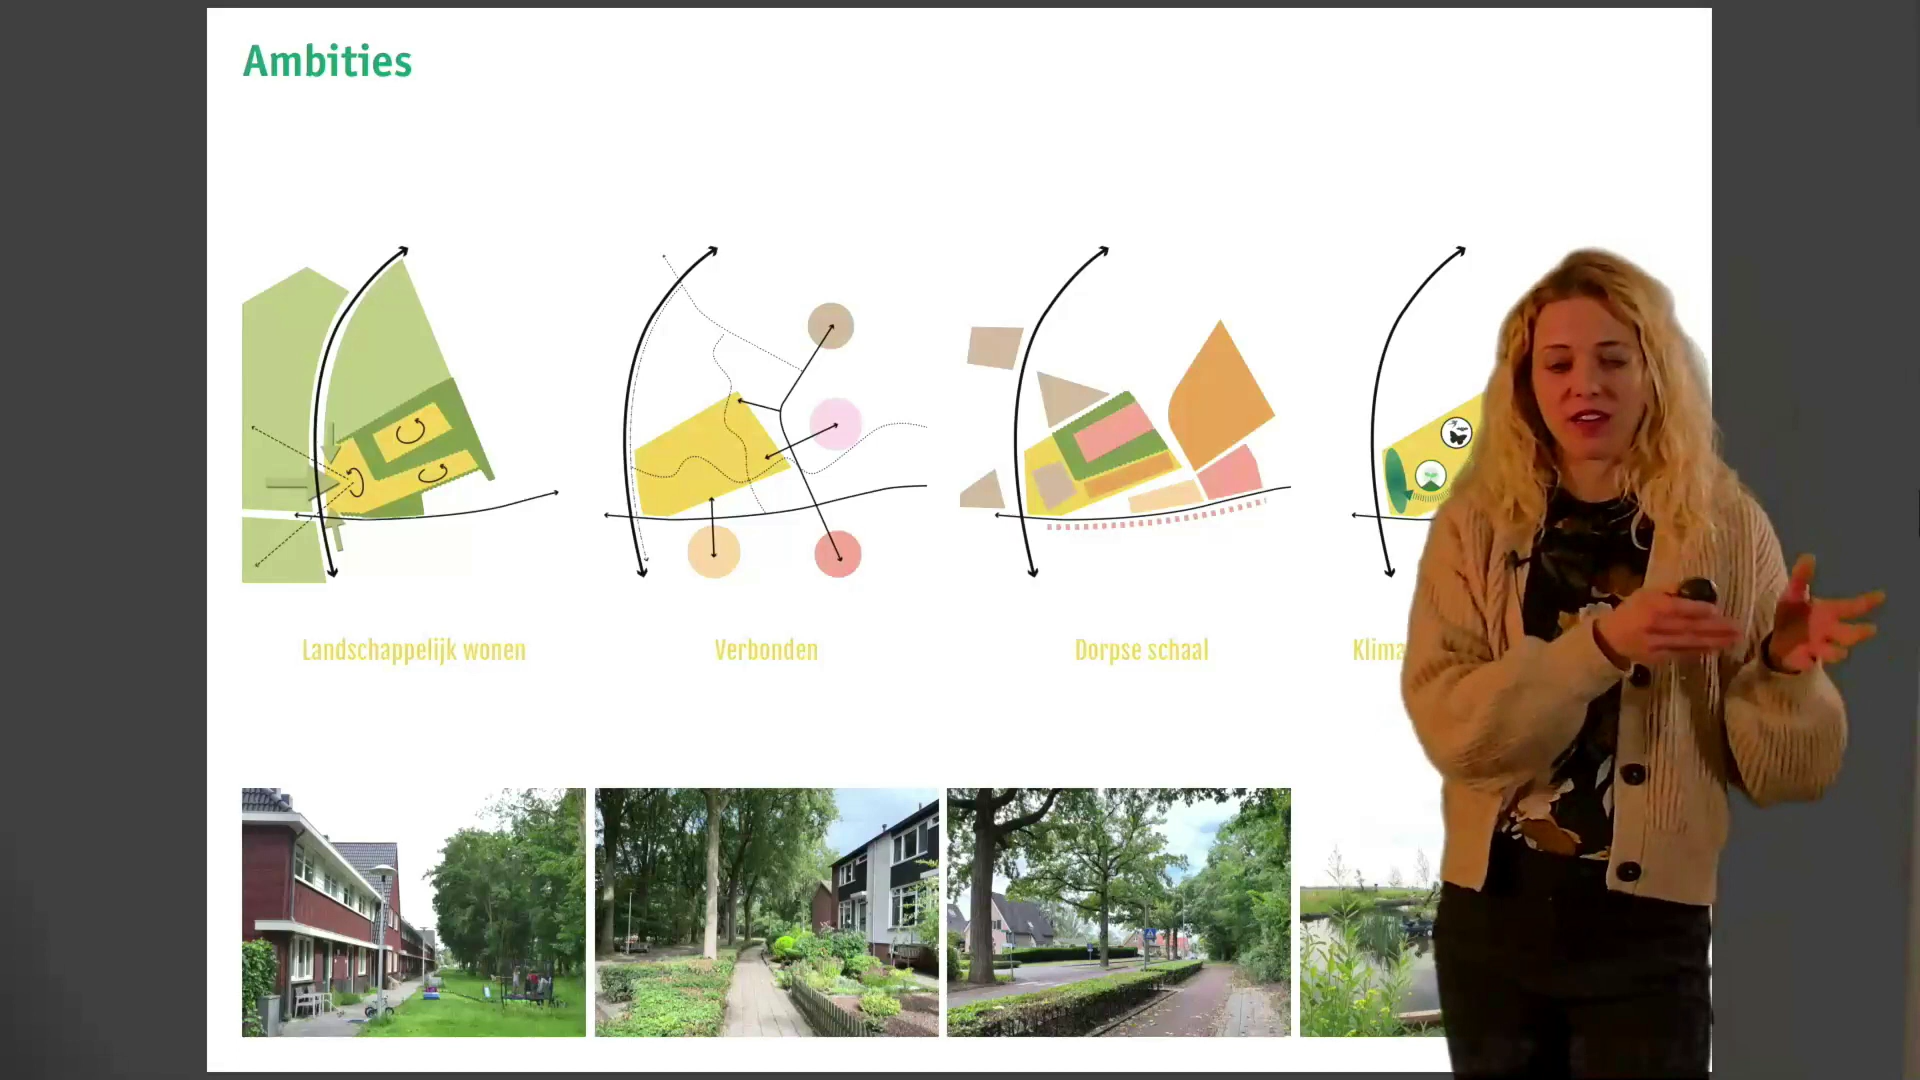 Ambities
Landschappelijk wonen
Verbonden
Dorpse schaal
Klima